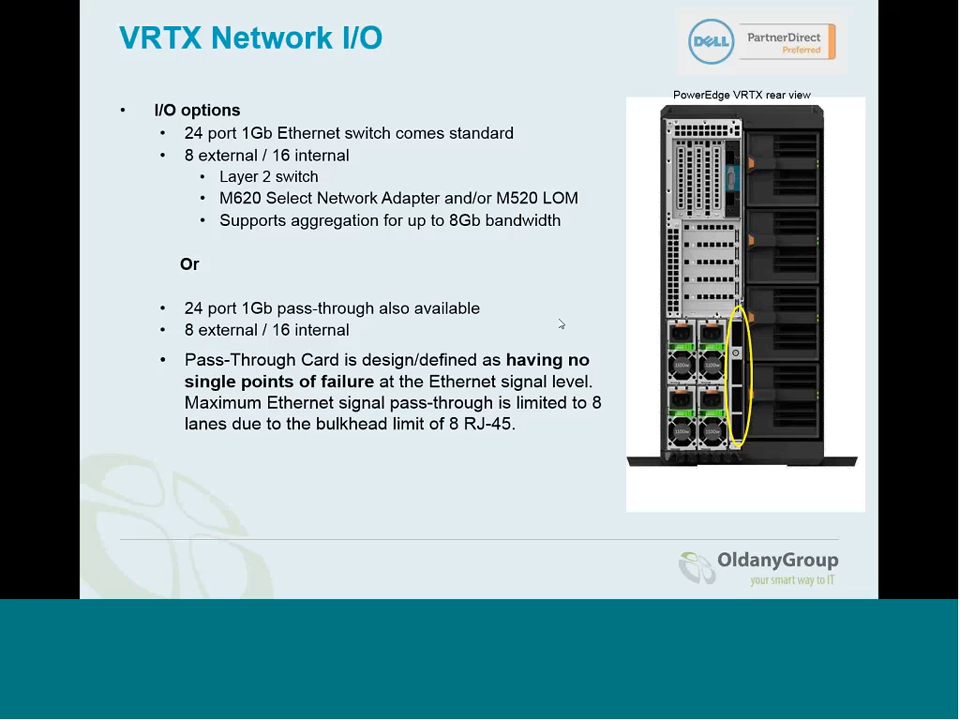 VRTX Network I/O
DELL
PartnerDirect
Preferred
PowerEdge VRTX rear view
• I/O options
• 24 port 1Gb Ethernet switch comes standard
• 8 external / 16 internal
• Layer 2 switch
• M620 Select Network Adapter and/or M520 LOM
• Supports aggregation for up to 8Gb bandwidth
Or
• 24 port 1Gb pass-through also available
• 8 external / 16 internal
• Pass-Through Card is design/defined as having no
single points of failure at the Ethernet signal level.
Maximum Ethernet signal pass-through is limited to 8
lanes due to the bulkhead limit of 8 RJ-45.
OldanyGroup
your smart way to IT